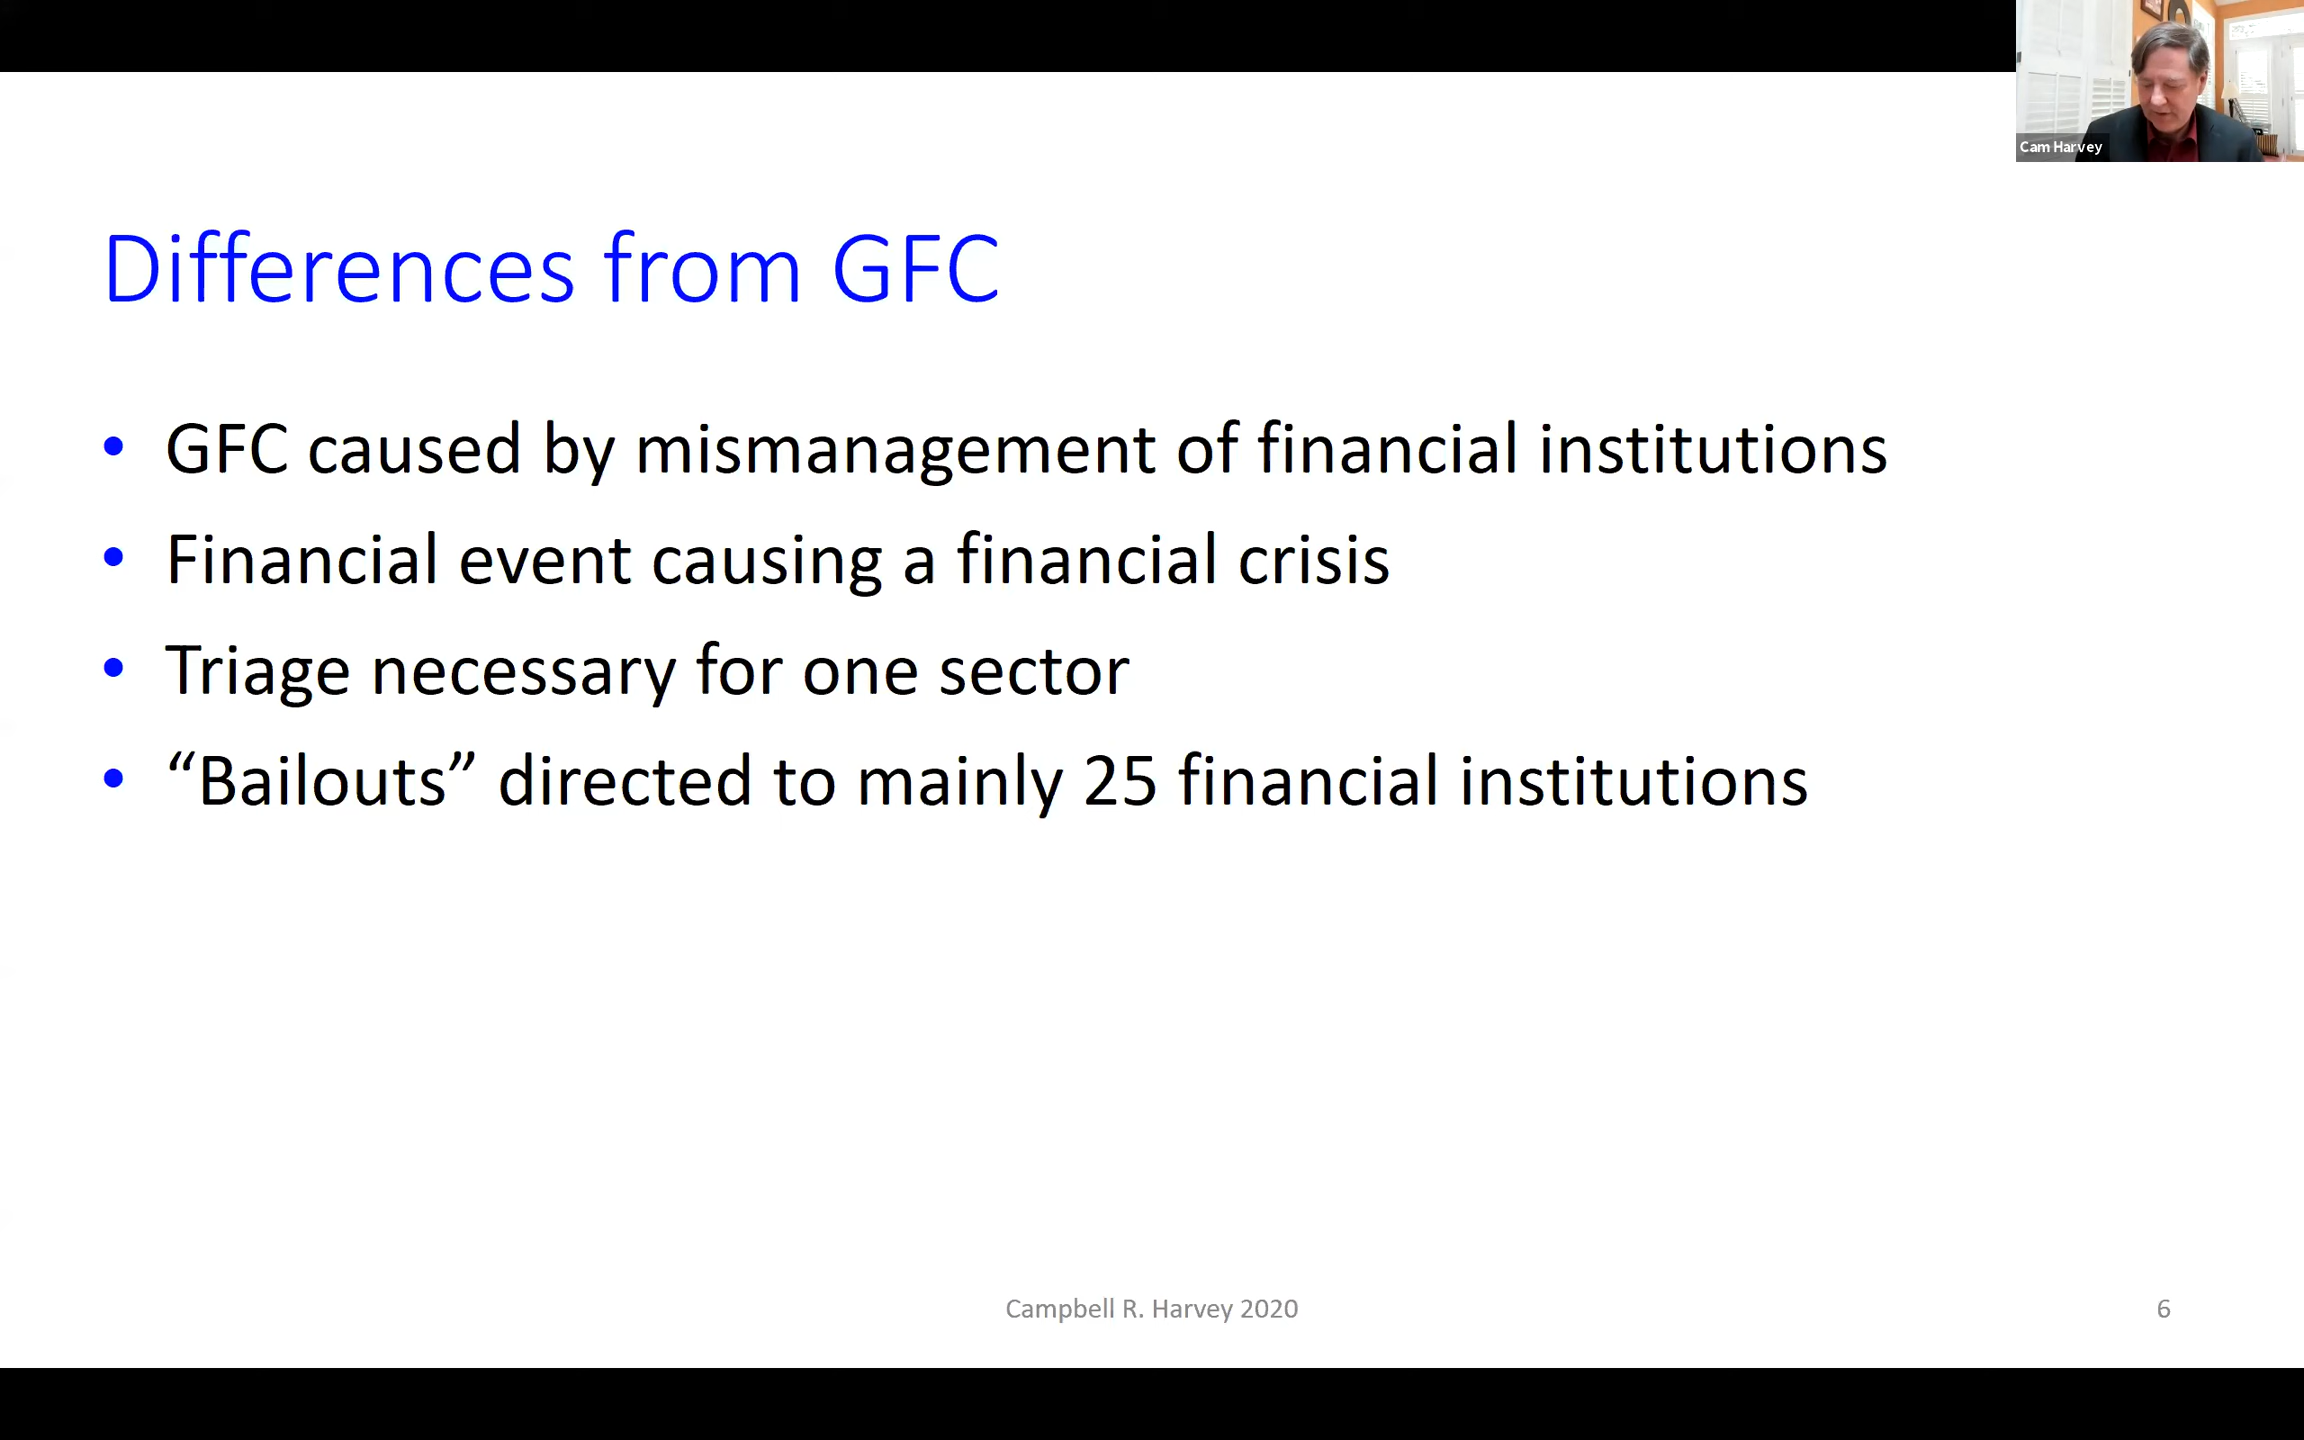 Cam Harvey
Differences from GFC
• GFC caused by mismanagement of financial institutions
• Financial event causing a financial crisis
• Triage necessary for one sector
• “Bailouts” directed to mainly 25 financial institutions
Campbell R. Harvey 2020
6